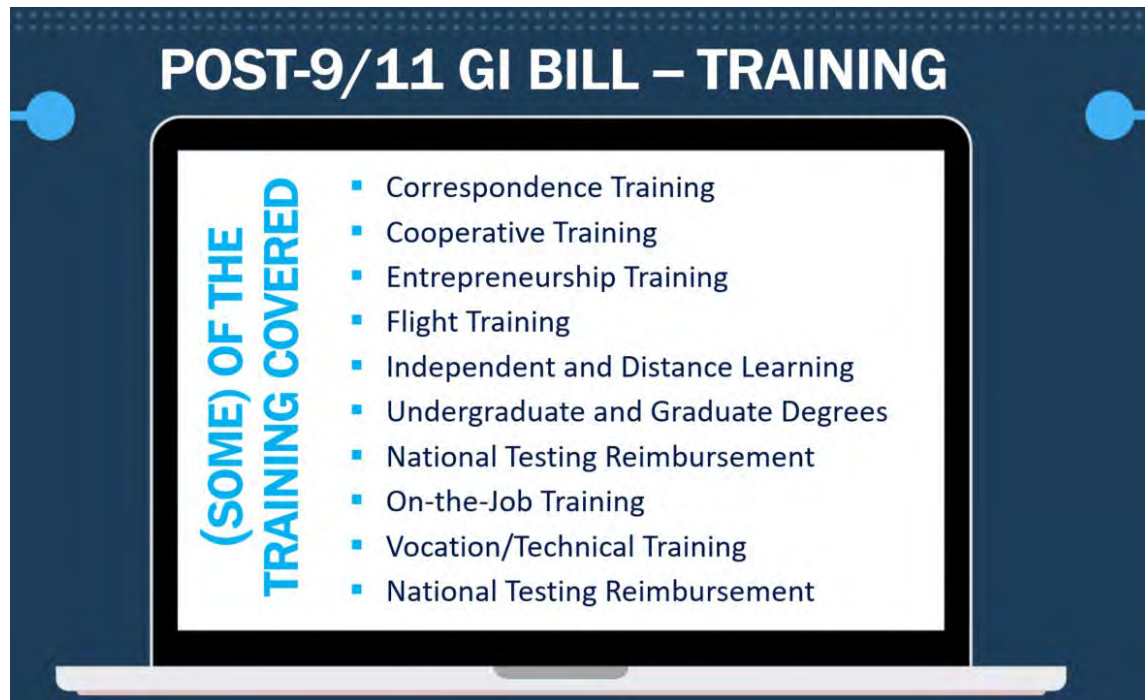 POST-9/11 GI BILL – TRAINING
(SOME) OF THE
TRAINING COVERED
▪ Correspondence Training
▪ Cooperative Training
▪ Entrepreneurship Training
▪ Flight Training
▪ Independent and Distance Learning
▪ Undergraduate and Graduate Degrees
▪ National Testing Reimbursement
▪ On-the-Job Training
▪ Vocation/Technical Training
▪ National Testing Reimbursement